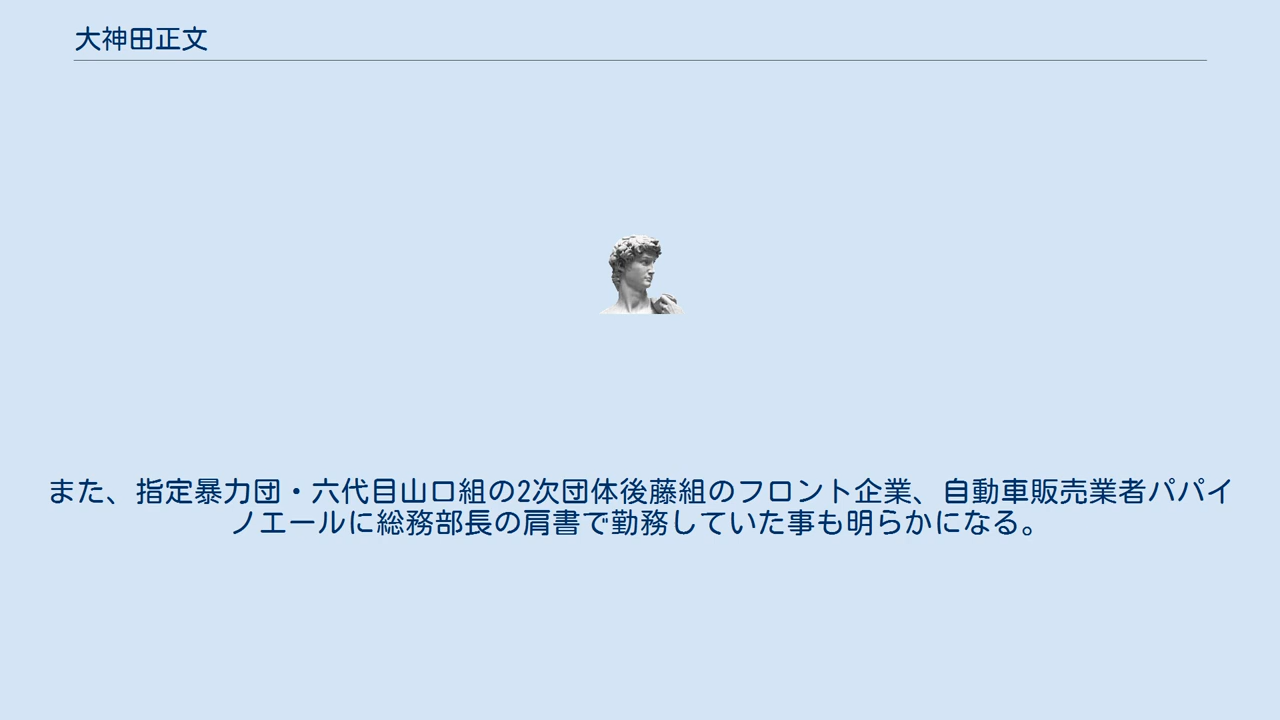 大神田正文
また、指定暴力団・六代目山口組の2次団体後藤組のフロント企業、自動車販売業者パパイ
ノエールに総務部長の肩書で勤務していた事も明らかになる。